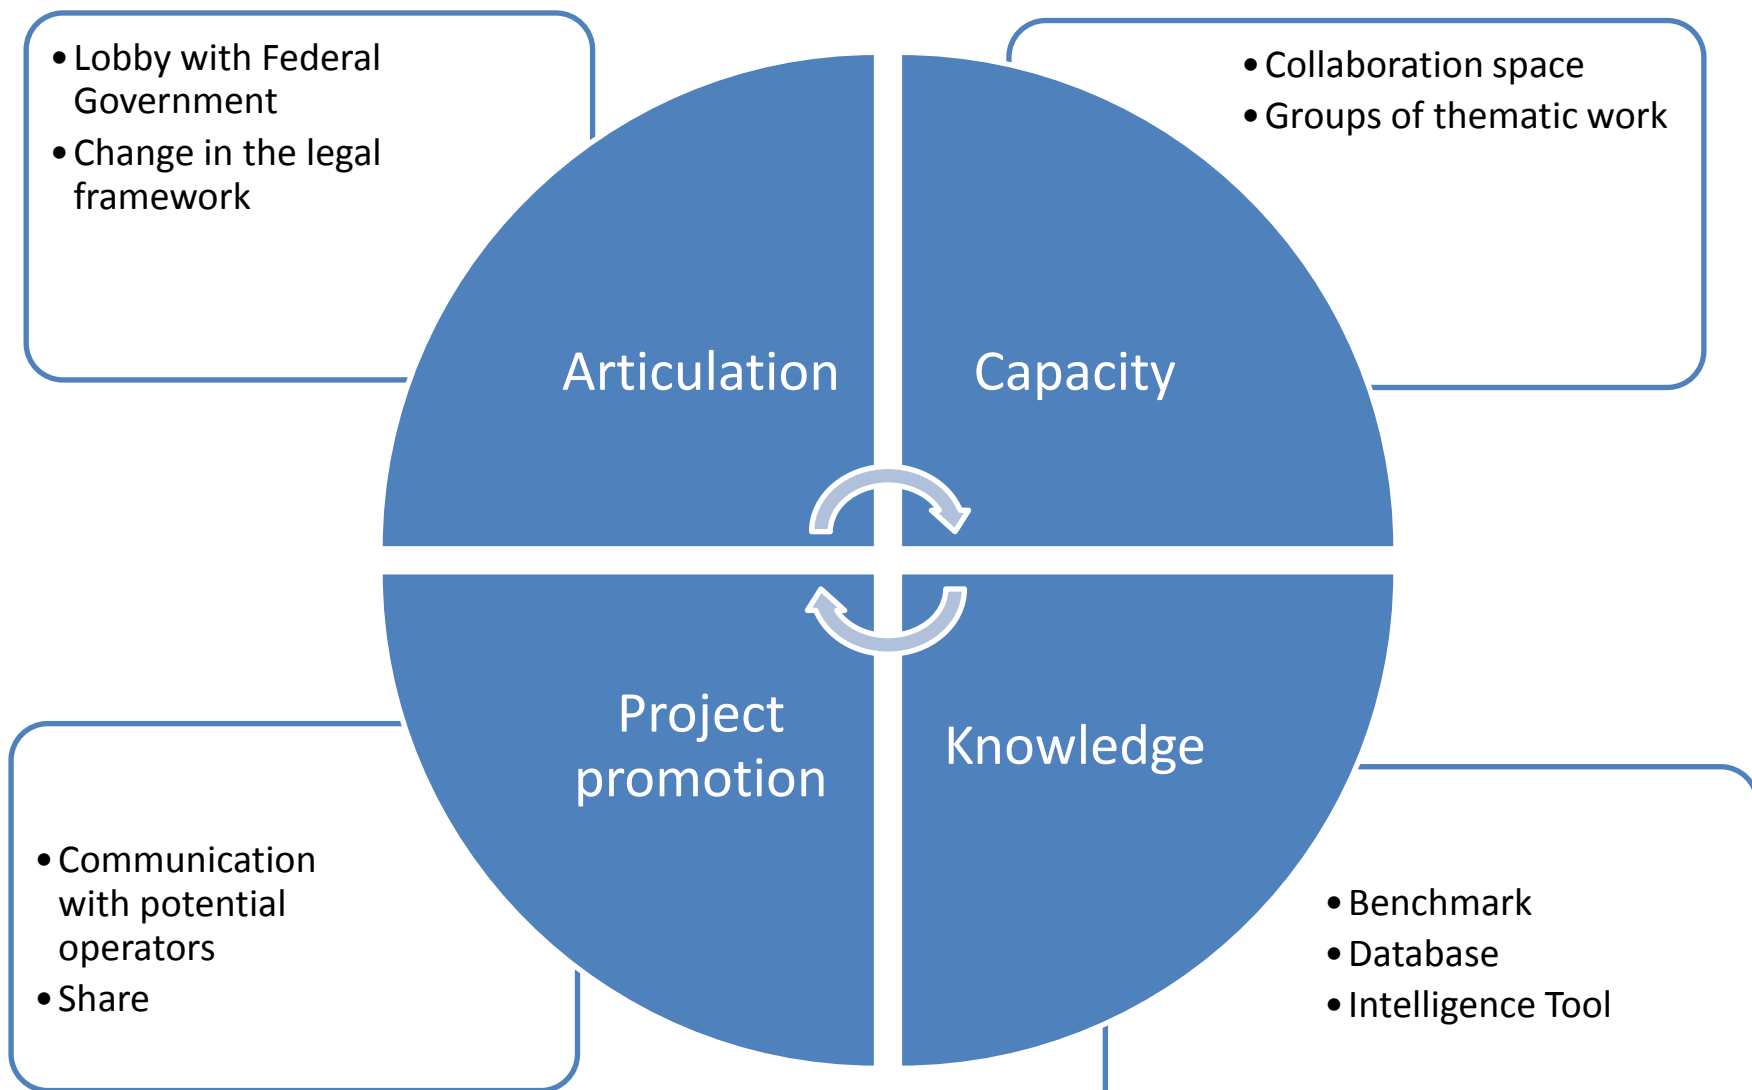 •Lobby with Federal
Government
•Change in the legal
framework
•Collaboration space
•Groups of thematic work
Articulation
Capacity
Project
promotion
Knowledge
•Communication
with potential
operators
•Share
•Benchmark
•Database
•Intelligence Tool